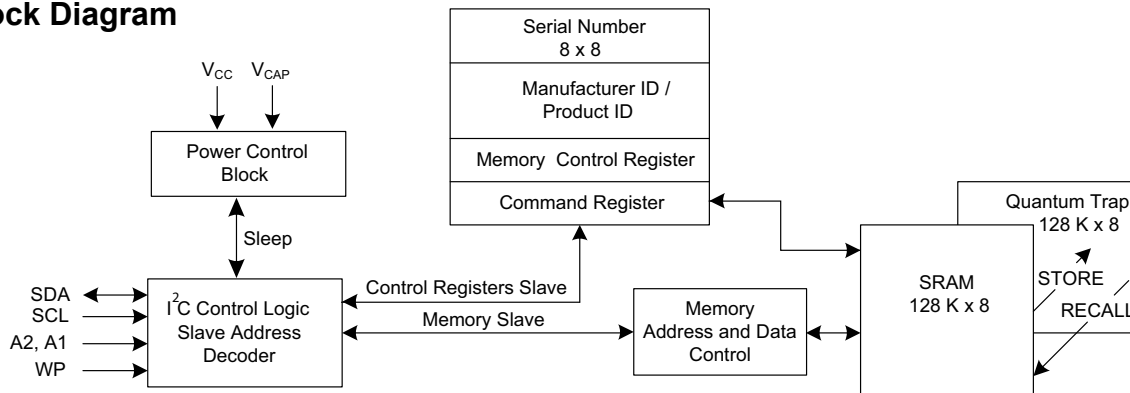 ock Diagram
Serial Number
8 x 8
Manufacturer ID /
Product ID
Memory Control Register
Command Register
VCC VCAP
Power Control
Block
Sleep
SDA
SCL
A2, A1
WP
I2C Control Logic
Slave Address
Decoder
Control Registers Slave
Memory Slave
Memory
Address and Data
Control
SRAM
128 K x 8
Quantum Trap
128 K x 8
STORE
RECALL